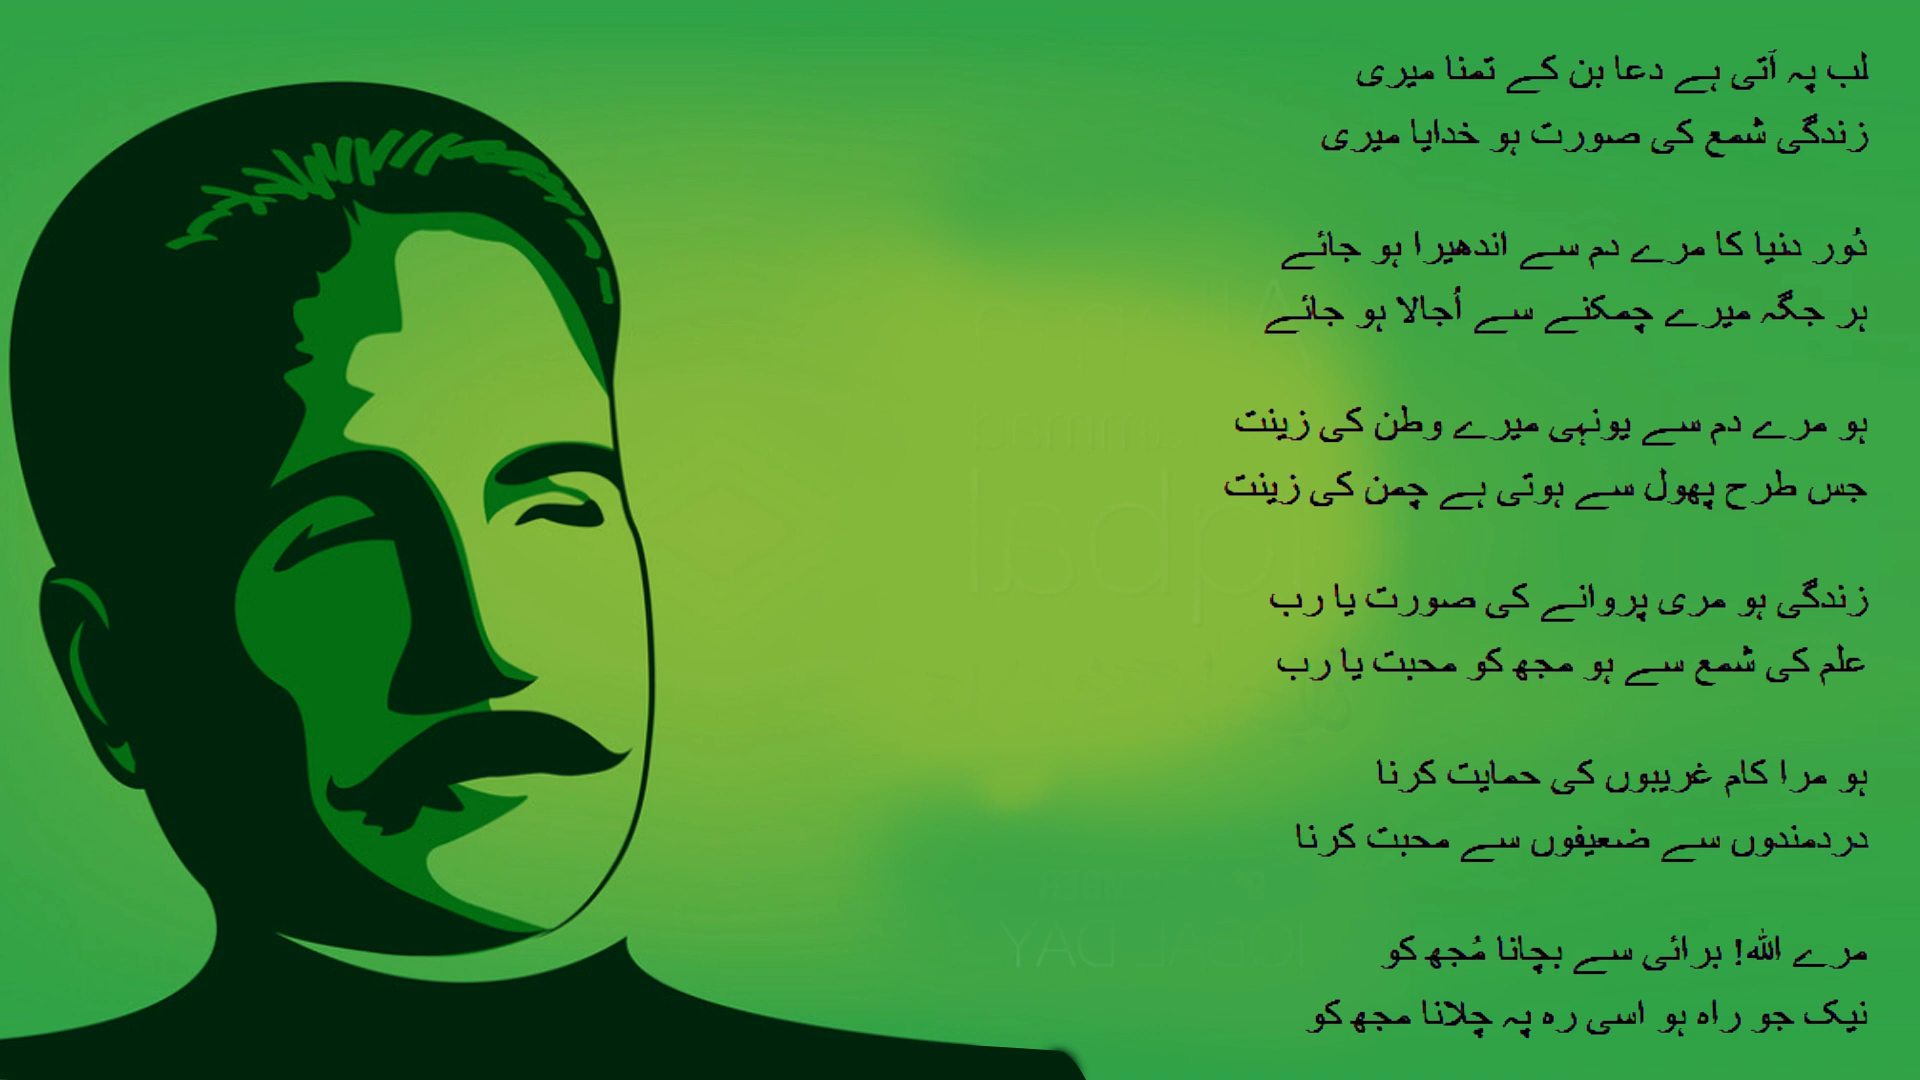 لب پہ آتی ہے دعا بن کے تمنا میری
زندگی شمع کی صورت ہو خدایا میری
دُور دنیا کا مرے دم سے اندھیرا ہو جائے
ہر جگہ میرے چمکنے سے اُجالا ہو جائے
ہو مرے دم سے یونہی میرے وطن کی زینت
جس طرح پھول سے ہوتی ہے چمن کی زینت
زندگی ہو مری پروانے کی صورت یا رب
علم کی شمع سے ہو مجھ کو محبت یا رب
ہو مرا کام غریبوں کی حمایت کرنا
دردمندوں سے ضعیفوں سے محبت کرنا
مرے اللہ! برائی سے بچانا مُجھ کو
نیک جو راہ ہو اسی رہ پہ چلانا مجھ کو
IQBAL DAY